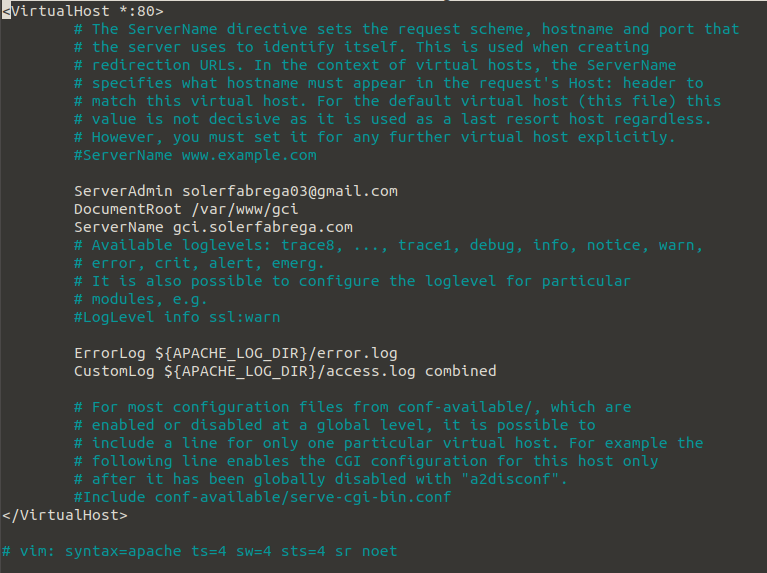 <VirtualHost *:80>
# The ServerName directive sets the request scheme, hostname and port that
# the server uses to identify itself. This is used when creating
# redirection URLs. In the context of virtual hosts, the ServerName
# specifies what hostname must appear in the request's Host: header to
# match this virtual host. For the default virtual host (this file) this
# value is not decisive as it is used as a last resort host regardless.
# However, you must set it for any further virtual host explicitly.
#ServerName www.example.com
ServerAdmin solerfabrega03@gmail.com
DocumentRoot /var/www/gci
ServerName gci.solerfabrega.com
# Available loglevels: trace8, ..., trace1, debug, info, notice, warn,
# error, crit, alert, emerg.
# It is also possible to configure the loglevel for particular
# modules, e.g.
#LogLevel info ssl:warn
ErrorLog ${APACHE_LOG_DIR}/error.log
CustomLog ${APACHE_LOG_DIR}/access.log combined
# For most configuration files from conf-available/, which are
# enabled or disabled at a global level, it is possible to
# include a line for only one particular virtual host. For example the
# following line enables the CGI configuration for this host only
# after it has been globally disabled with "a2disconf".
#Include conf-available/serve-cgi-bin.conf
</VirtualHost>
# vim: syntax=apache ts=4 sw=4 sts=4 sr noet